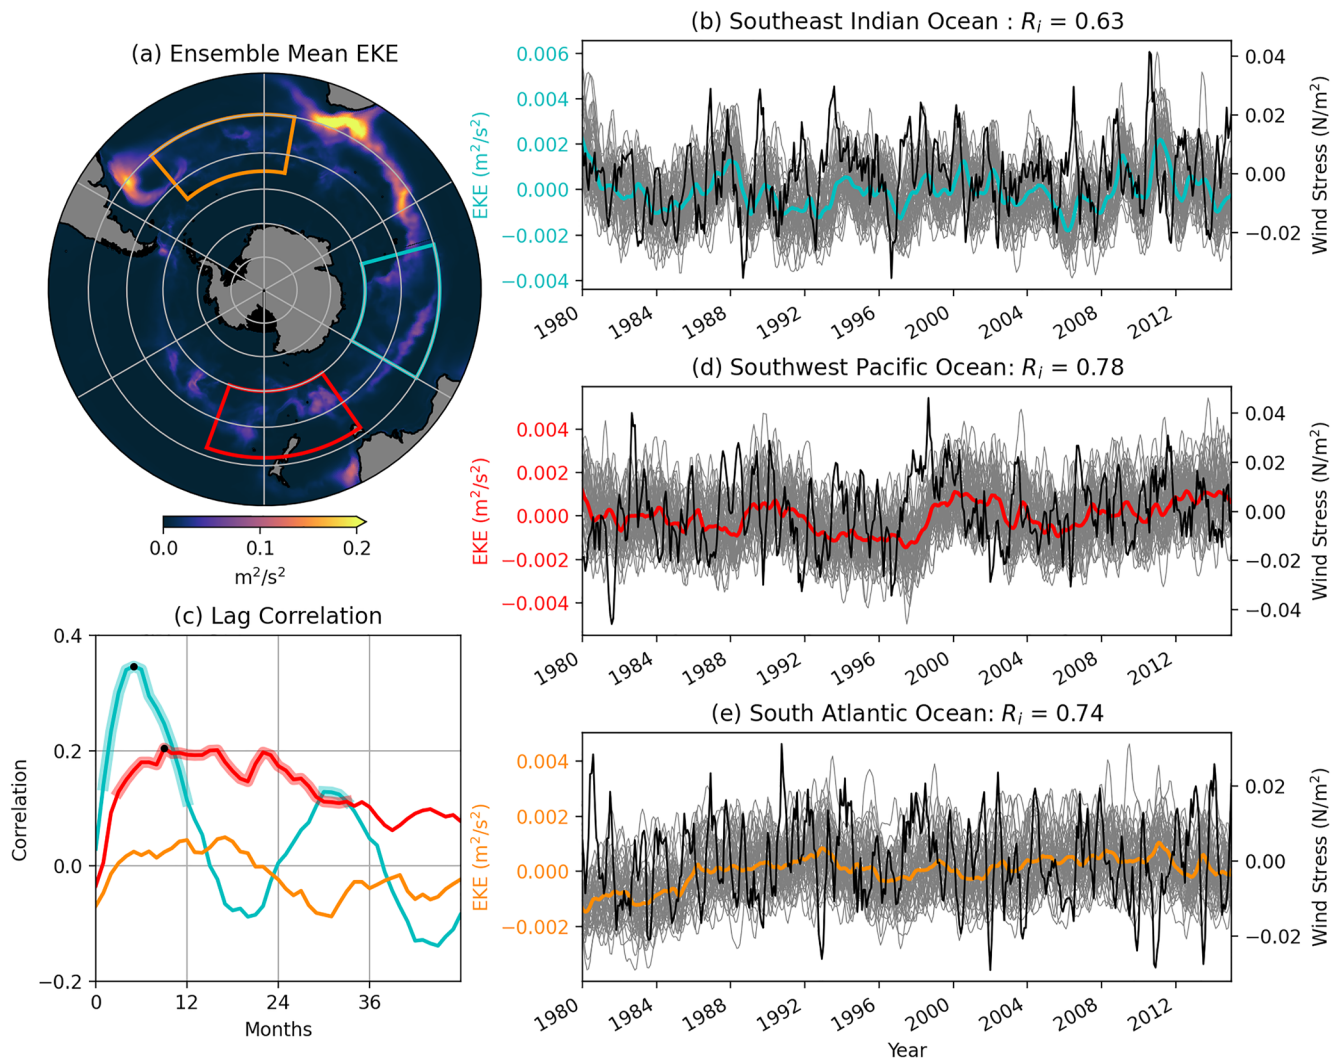 (a) Ensemble Mean EKE
0.0 0.1 0.2
m²/s²
(b) Southeast Indian Ocean : Rᵢ = 0.63
EKE (m²/s²)
0.006
0.004
0.002
0.000
−0.002
−0.004
0.04
0.02
0.00
−0.02
Wind Stress (N/m²)
1980 1984 1988 1992 1996 2000 2004 2008 2012
(c) Lag Correlation
Correlation
0.4
0.2
0.0
−0.2
0 12 24 36
Months
(d) Southwest Pacific Ocean: Rᵢ = 0.78
EKE (m²/s²)
0.004
0.002
0.000
−0.002
−0.004
0.04
0.02
0.00
−0.02
−0.04
Wind Stress (N/m²)
1980 1984 1988 1992 1996 2000 2004 2008 2012
(e) South Atlantic Ocean: Rᵢ = 0.74
EKE (m²/s²)
0.004
0.002
0.000
−0.002
0.02
0.00
−0.02
Wind Stress (N/m²)
1980 1984 1988 1992 1996 2000 2004 2008 2012
Year